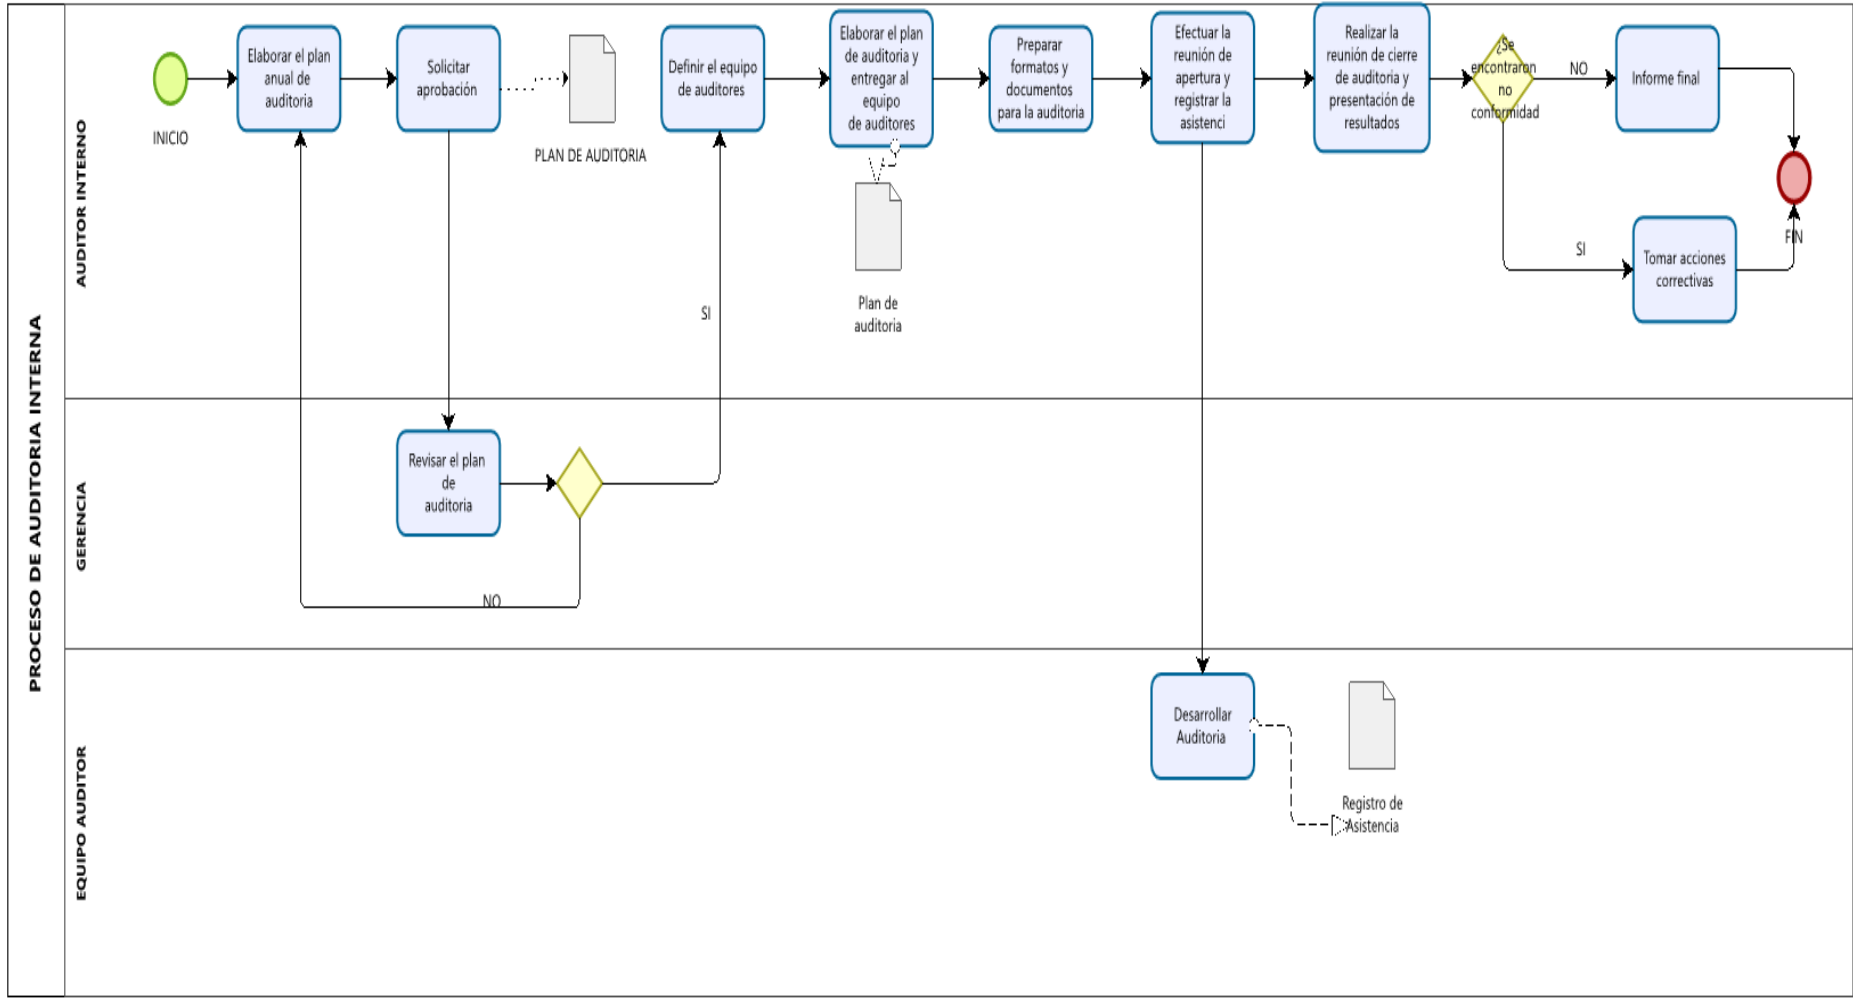 PROCESO DE AUDITORIA INTERNA
AUDITOR INTERNO
INICIO
Elaborar el plan
anual de
auditoria
Solicitar
aprobación
PLAN DE AUDITORIA
Definir el equipo
de auditores
SI
Elaborar el plan
de auditoria y
entregar al
equipo
de auditores
Plan de
auditoria
Preparar
formatos y
documentos
para la auditoria
Efectuar la
reunión de
apertura y
registrar la
asistenci
Realizar la
reunión de cierre
de auditoria y
presentación de
resultados
¿Se
encontraron
no
conformidad
NO
Informe final
SI
Tomar acciones
correctivas
FIN
GERENCIA
Revisar el plan
de
auditoria
NO
EQUIPO AUDITOR
Desarrollar
Auditoria
Registro de
Asistencia